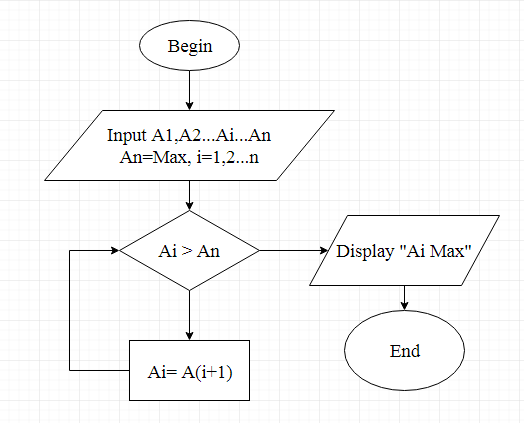 Begin
Input A1,A2...Ai...An
An=Max, i=1,2...n
Ai > An
Display "Ai Max"
Ai= A(i+1)
End